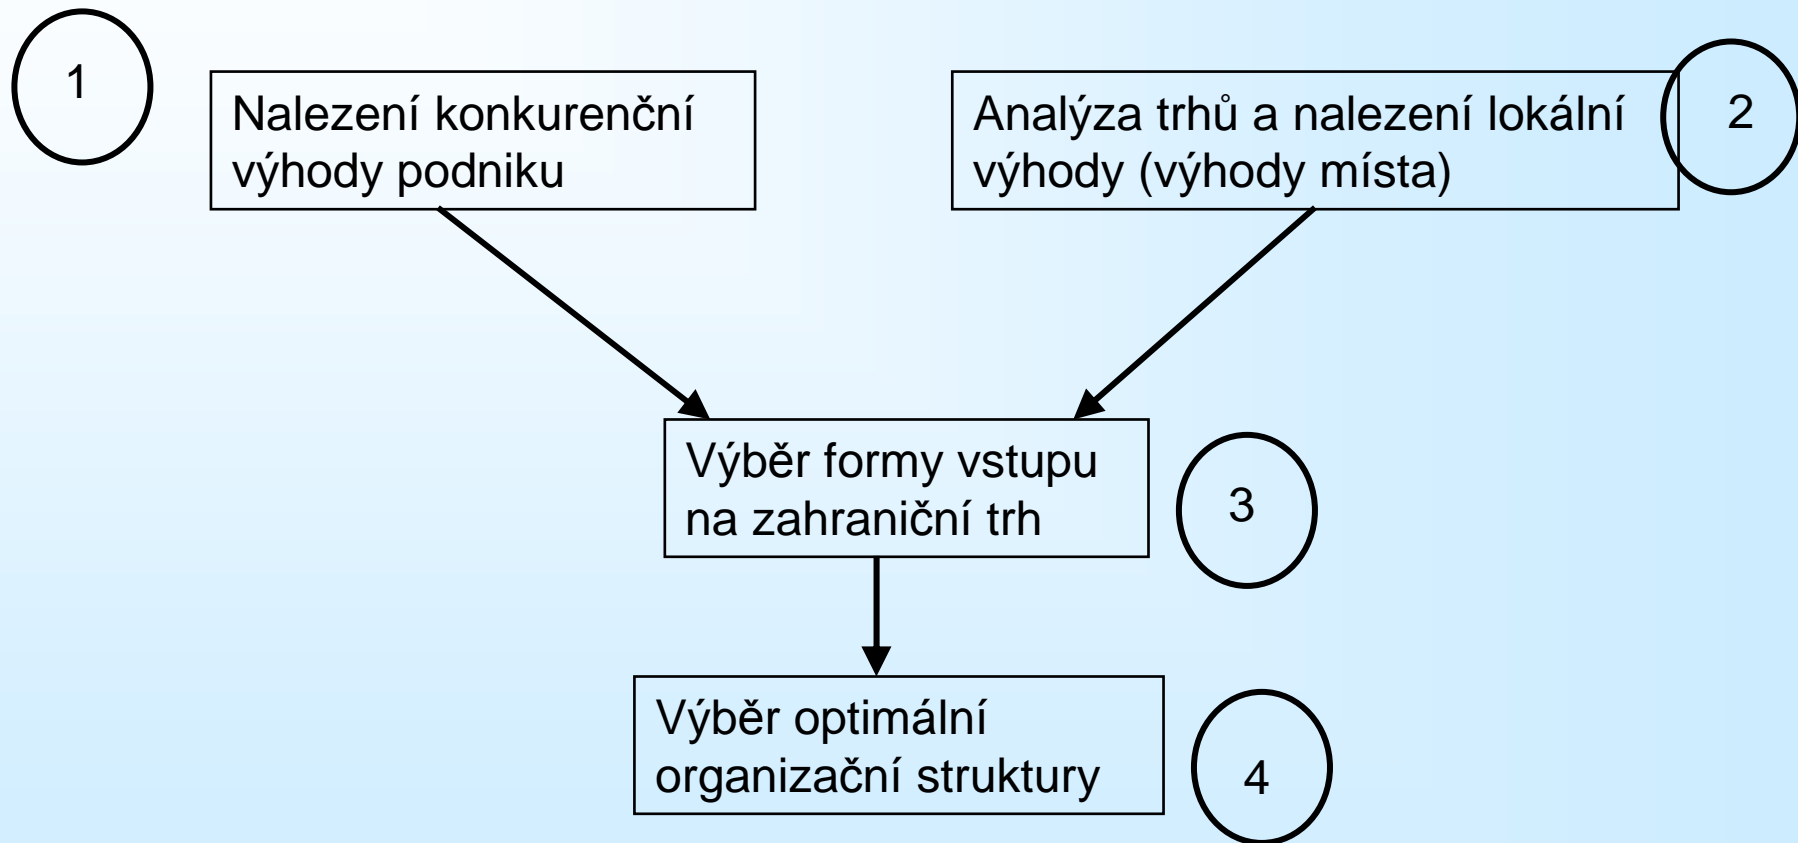 1
Nalezení konkurenční
výhody podniku
Analýza trhů a nalezení lokální
výhody (výhody místa)
2
Výběr formy vstupu
na zahraniční trh
3
Výběr optimální
organizační struktury
4